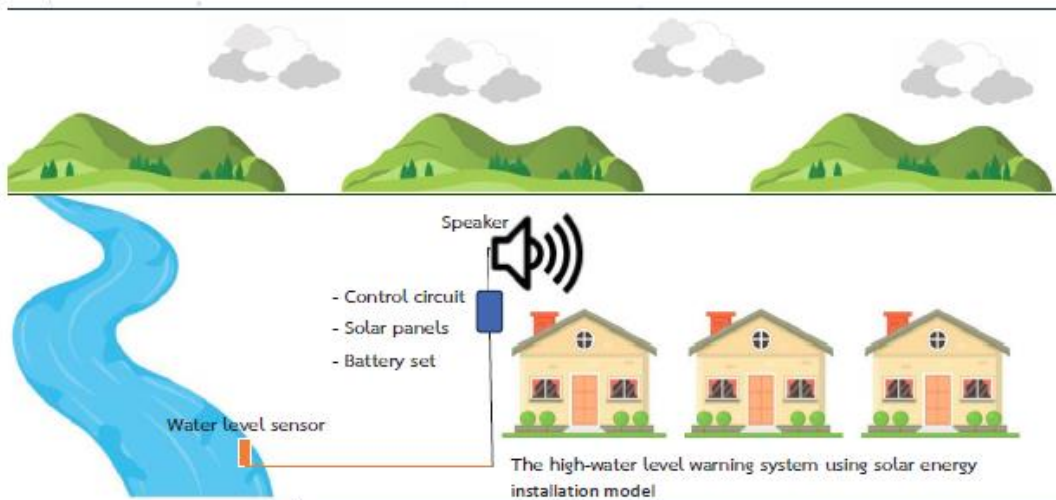 Speaker
- Control circuit
- Solar panels
- Battery set
Water level sensor
The high-water level warning system using solar energy
installation model